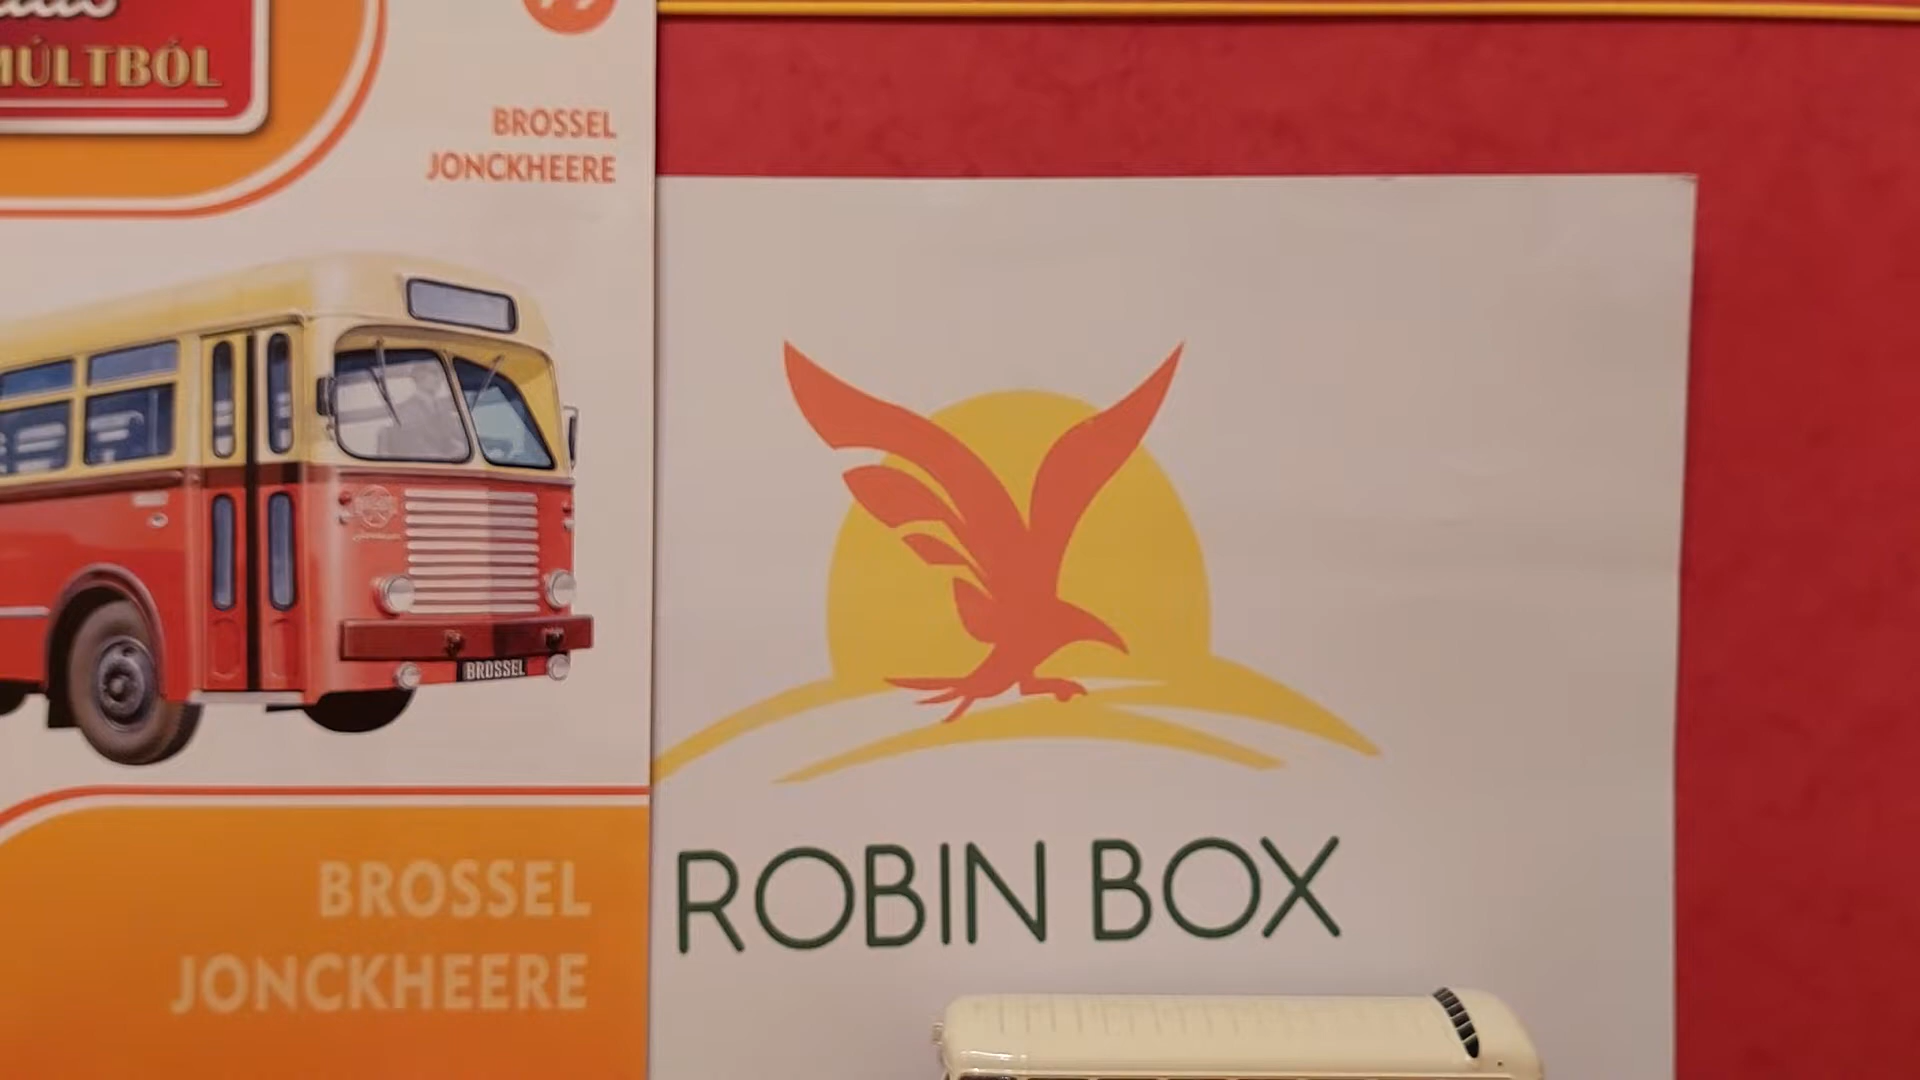 MÚLTBÓL
BROSSEL
JONCKHEERE
BROSSEL
BROSSEL
JONCKHEERE
ROBIN BOX